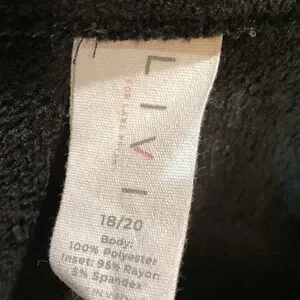 LIVI
18/20
Body:
100% Polyester
Inset: 95% Rayon
5% Spandex